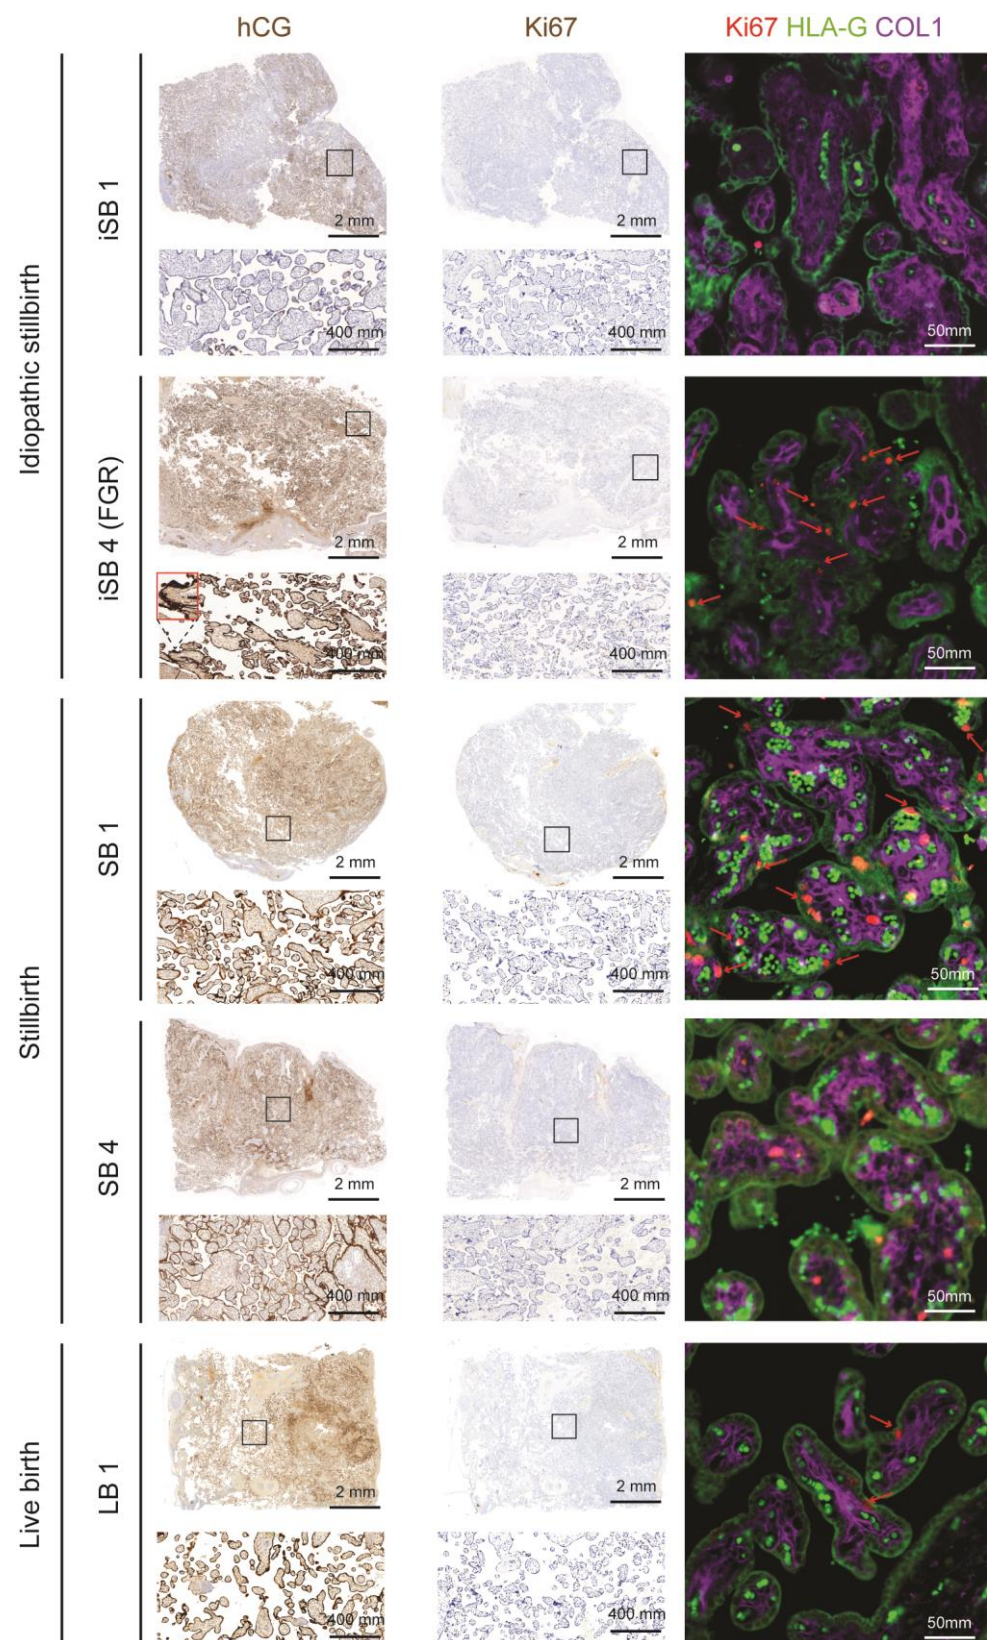 hCG
Ki67
Ki67 HLA-G COL1
Idiopathic stillbirth
iSB 1
2 mm
2 mm
400 mm
400 mm
50mm
iSB 4 (FGR)
2 mm
2 mm
400 mm
400 mm
50mm
Stillbirth
SB 1
2 mm
2 mm
400 mm
400 mm
50mm
SB 4
2 mm
2 mm
400 mm
400 mm
50mm
Live birth
LB 1
2 mm
2 mm
400 mm
400 mm
50mm